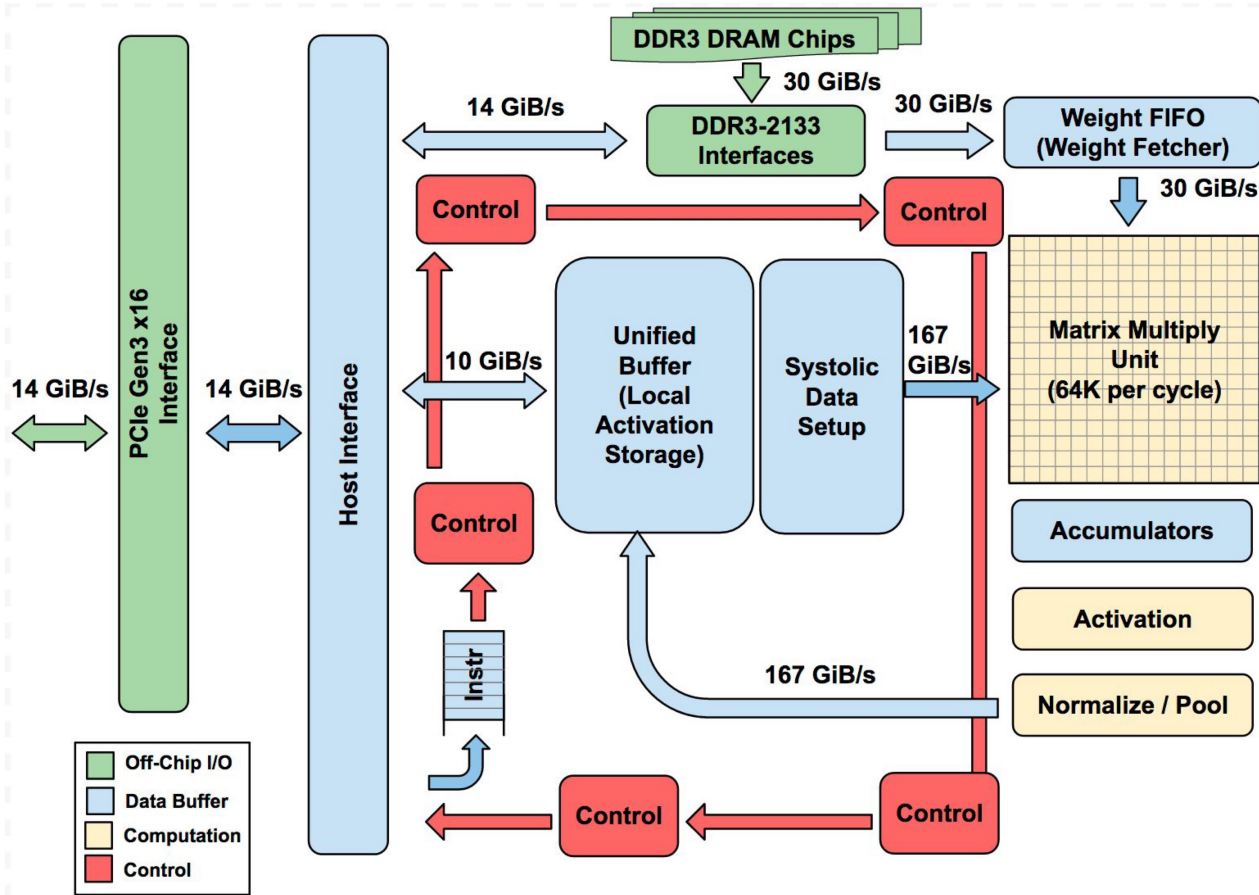 DDR3 DRAM Chips
30 GiB/s
14 GiB/s
DDR3-2133
Interfaces
30 GiB/s
Weight FIFO
(Weight Fetcher)
30 GiB/s
Control
Control
PCIe Gen3 x16
Interface
14 GiB/s
14 GiB/s
Host Interface
10 GiB/s
Unified
Buffer
(Local
Activation
Storage)
Systolic
Data
Setup
167
GiB/s
Matrix Multiply
Unit
(64K per cycle)
Control
Accumulators
Activation
Instr
167 GiB/s
Normalize / Pool
Off-Chip I/O
Data Buffer
Computation
Control
Control
Control